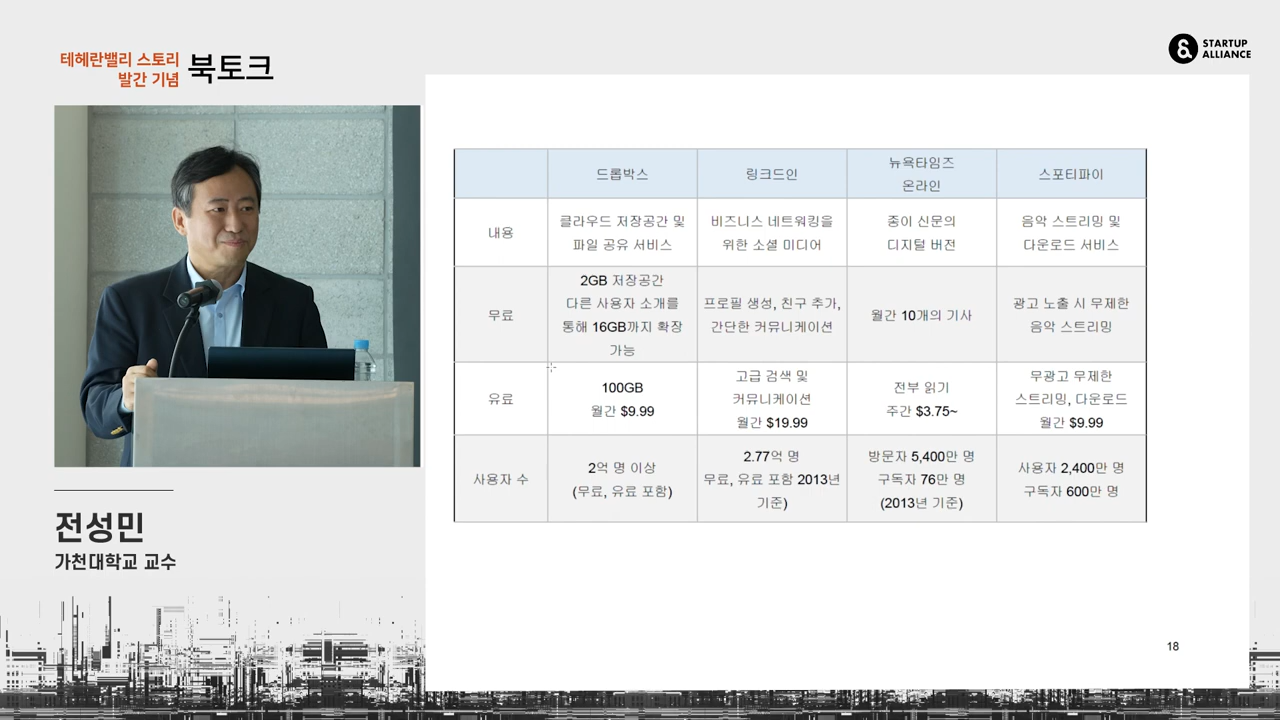 테헤란밸리 스토리
발간 기념
북토크
STARTUP
ALLIANCE
드롭박스
링크드인
뉴욕타임즈
온라인
스포티파이
내용
클라우드 저장공간 및
파일 공유 서비스
비즈니스 네트워킹을
위한 소셜 미디어
종이 신문의
디지털 버전
음악 스트리밍 및
다운로드 서비스
무료
2GB 저장공간
다른 사용자 소개를
통해 16GB까지 확장
가능
프로필 생성, 친구 추가,
간단한 커뮤니케이션
월간 10개의 기사
광고 노출 시 무제한
음악 스트리밍
유료
100GB
월간 $9.99
고급 검색 및
커뮤니케이션
월간 $19.99
전부 읽기
주간 $3.75~
무광고 무제한
스트리밍, 다운로드
월간 $9.99
사용자 수
2억 명 이상
(무료, 유료 포함)
2.77억 명
무료, 유료 포함 2013년
기준)
방문자 5,400만 명
구독자 76만 명
(2013년 기준)
사용자 2,400만 명
구독자 600만 명
전성민
가천대학교 교수
18